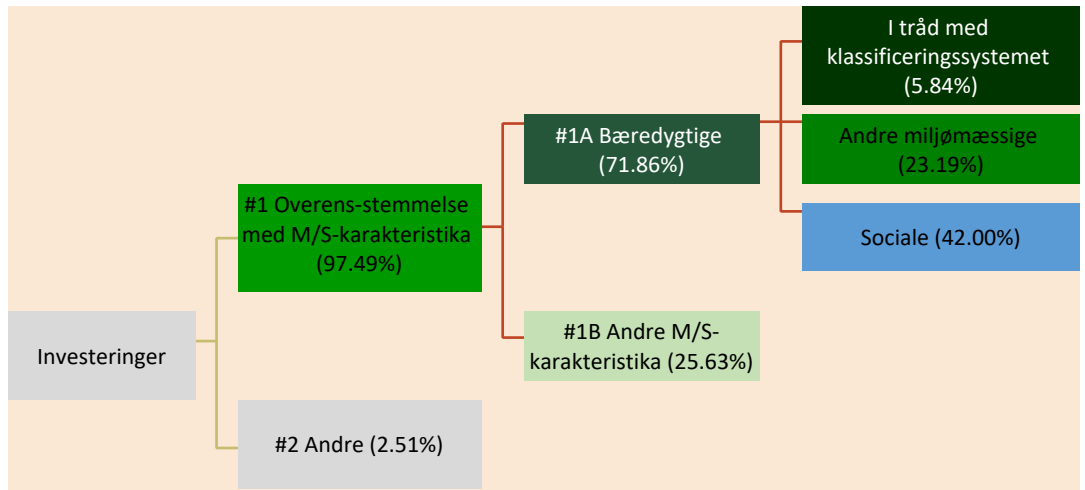 I tråd med
klassificeringssystemet
(5.84%)
#1A Bæredygtige
(71.86%)
Andre miljømæssige
(23.19%)
#1 Overens-stemmelse
med M/S-karakteristika
(97.49%)
Sociale (42.00%)
Investeringer
#1B Andre M/S-
karakteristika (25.63%)
#2 Andre (2.51%)